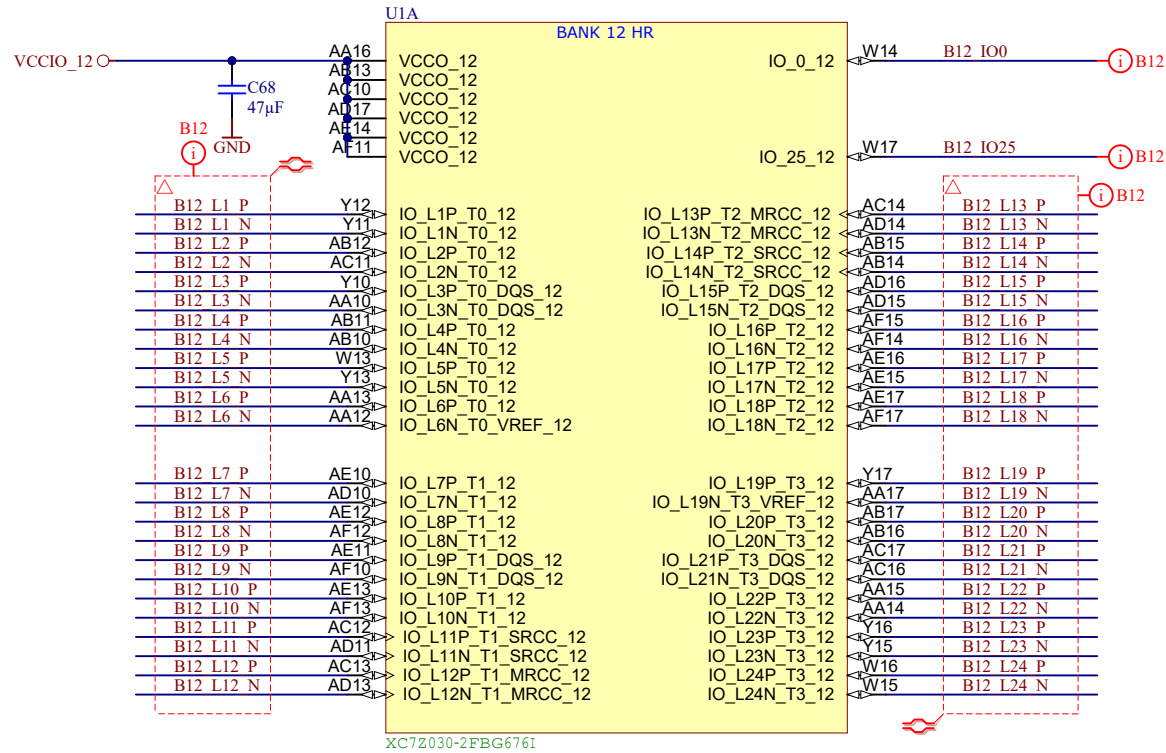 U1A
BANK 12 HR
VCCIO_12
AA16 VCCO_12
AB13 VCCO_12
AC10 VCCO_12
AD17 VCCO_12
AE14 VCCO_12
AF11 VCCO_12
C68
47µF
GND
B12
IO_0_12 W14 B12_IO0 B12
IO_25_12 W17 B12_IO25 B12
B12
B12_L1_P Y12 IO_L1P_T0_12
B12_L1_N Y11 IO_L1N_T0_12
B12_L2_P AB12 IO_L2P_T0_12
B12_L2_N AC11 IO_L2N_T0_12
B12_L3_P Y10 IO_L3P_T0_DQS_12
B12_L3_N AA10 IO_L3N_T0_DQS_12
B12_L4_P AB11 IO_L4P_T0_12
B12_L4_N AB10 IO_L4N_T0_12
B12_L5_P W13 IO_L5P_T0_12
B12_L5_N Y13 IO_L5N_T0_12
B12_L6_P AA13 IO_L6P_T0_12
B12_L6_N AA12 IO_L6N_T0_VREF_12
B12_L7_P AE10 IO_L7P_T1_12
B12_L7_N AD10 IO_L7N_T1_12
B12_L8_P AE12 IO_L8P_T1_12
B12_L8_N AF12 IO_L8N_T1_12
B12_L9_P AE11 IO_L9P_T1_DQS_12
B12_L9_N AF10 IO_L9N_T1_DQS_12
B12_L10_P AE13 IO_L10P_T1_12
B12_L10_N AF13 IO_L10N_T1_12
B12_L11_P AC12 IO_L11P_T1_SRCC_12
B12_L11_N AD11 IO_L11N_T1_SRCC_12
B12_L12_P AC13 IO_L12P_T1_MRCC_12
B12_L12_N AD13 IO_L12N_T1_MRCC_12
IO_L13P_T2_MRCC_12 AC14 B12_L13_P
IO_L13N_T2_MRCC_12 AD14 B12_L13_N
IO_L14P_T2_SRCC_12 AB15 B12_L14_P
IO_L14N_T2_SRCC_12 AB14 B12_L14_N
IO_L15P_T2_DQS_12 AD16 B12_L15_P
IO_L15N_T2_DQS_12 AD15 B12_L15_N
IO_L16P_T2_12 AF15 B12_L16_P
IO_L16N_T2_12 AF14 B12_L16_N
IO_L17P_T2_12 AE16 B12_L17_P
IO_L17N_T2_12 AE15 B12_L17_N
IO_L18P_T2_12 AE17 B12_L18_P
IO_L18N_T2_12 AF17 B12_L18_N
IO_L19P_T3_12 Y17 B12_L19_P
IO_L19N_T3_VREF_12 AA17 B12_L19_N
IO_L20P_T3_12 AB17 B12_L20_P
IO_L20N_T3_12 AB16 B12_L20_N
IO_L21P_T3_DQS_12 AC17 B12_L21_P
IO_L21N_T3_DQS_12 AC16 B12_L21_N
IO_L22P_T3_12 AA15 B12_L22_P
IO_L22N_T3_12 AA14 B12_L22_N
IO_L23P_T3_12 Y16 B12_L23_P
IO_L23N_T3_12 Y15 B12_L23_N
IO_L24P_T3_12 W16 B12_L24_P
IO_L24N_T3_12 W15 B12_L24_N
XC7Z030-2FBG676I